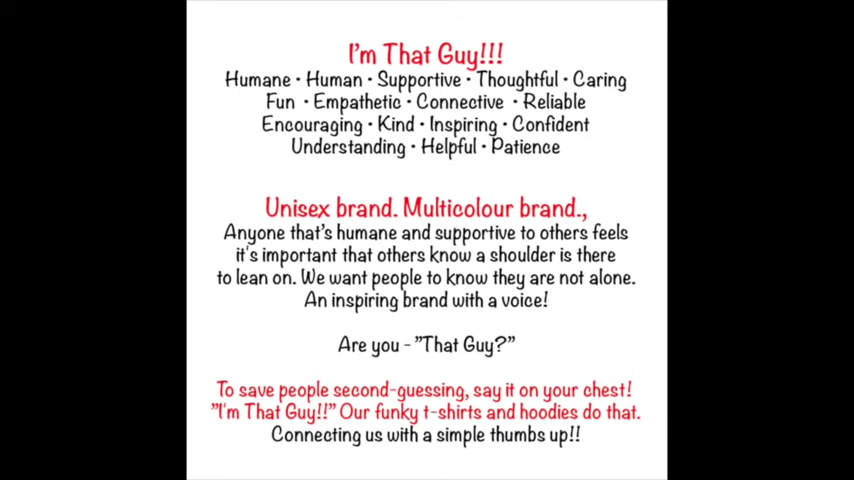 I'm That Guy!!!
Humane • Human • Supportive • Thoughtful • Caring
Fun • Empathetic • Connective • Reliable
Encouraging • Kind • Inspiring • Confident
Understanding • Helpful • Patience
Unisex brand. Multicolour brand.,
Anyone that's humane and supportive to others feels
it's important that others know a shoulder is there
to lean on. We want people to know they are not alone.
An inspiring brand with a voice!
Are you - "That Guy?"
To save people second-guessing, say it on your chest!
"I'm That Guy!!" Our funky t-shirts and hoodies do that.
Connecting us with a simple thumbs up!!